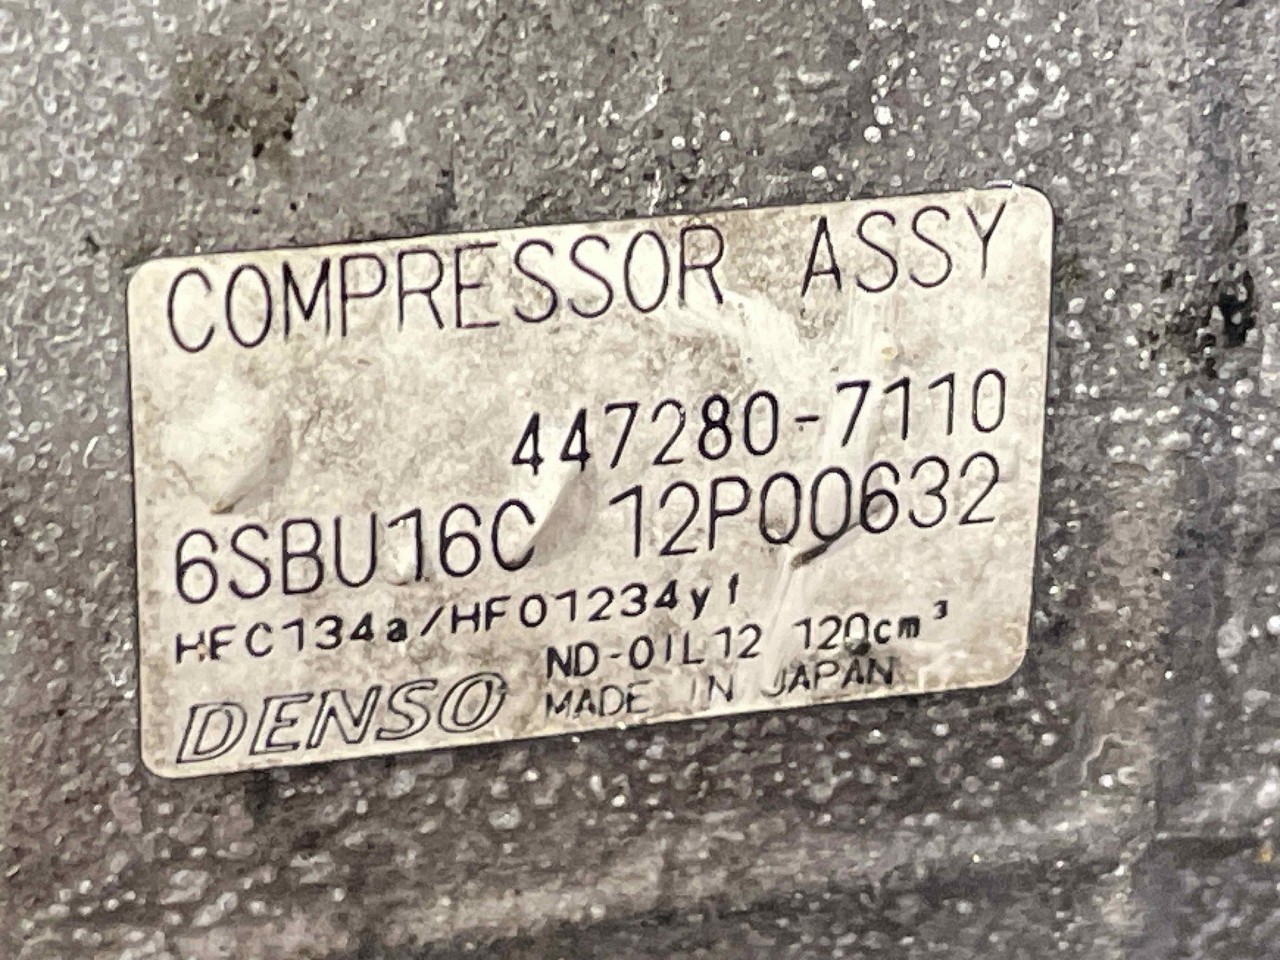 COMPRESSOR ASSY
447280-7110
6SBU16C 12P00632
HFC134a/HFO1234yf
ND-OIL12 120cm³
DENSO MADE IN JAPAN